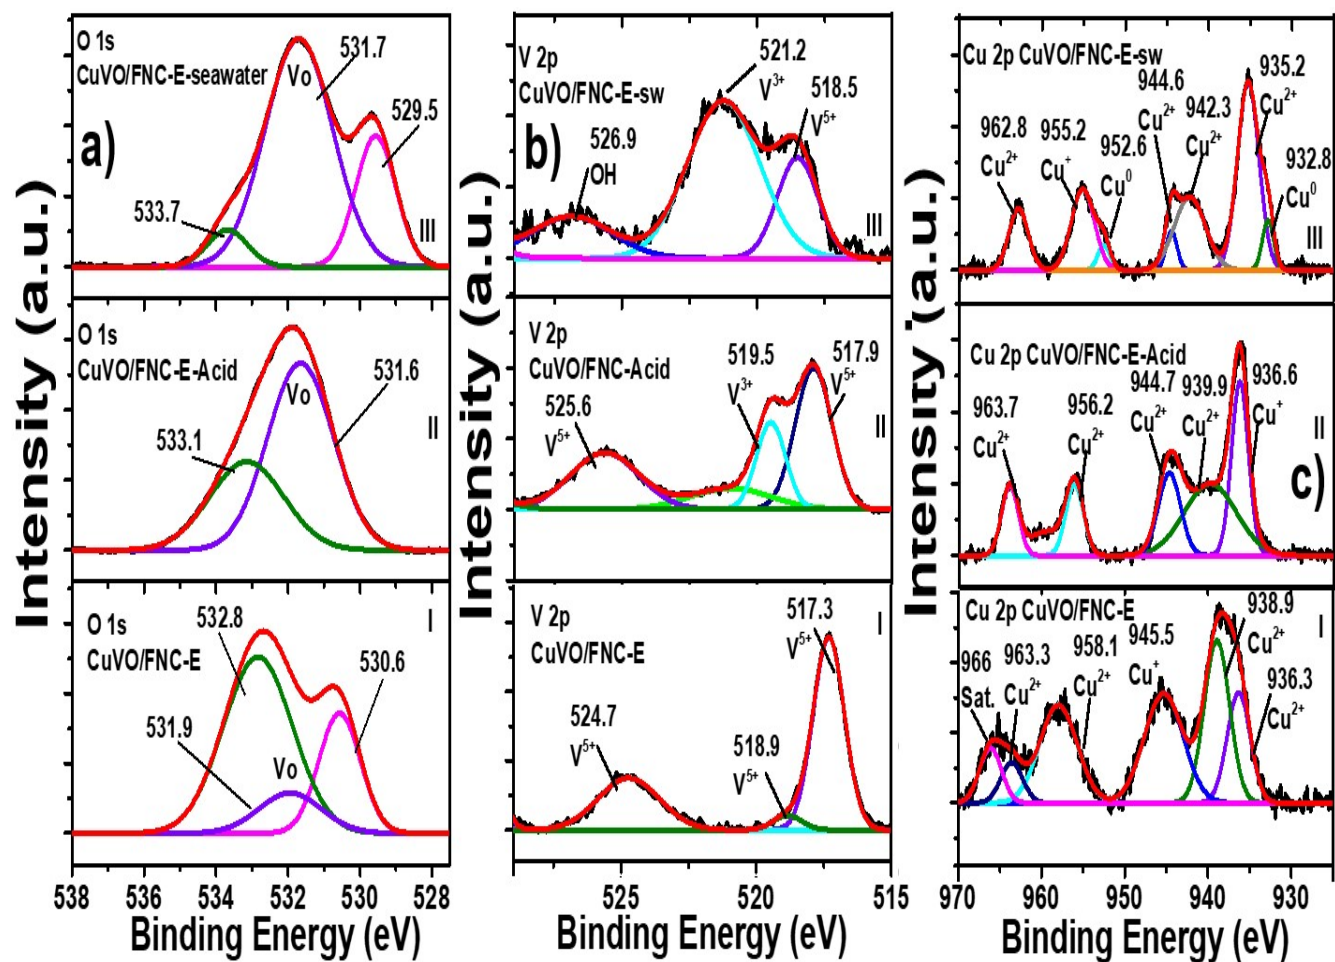 Intensity (a.u.)
O 1s
CuVO/FNC-E-seawater
a)
Vo
531.7
529.5
533.7
III
O 1s
CuVO/FNC-E-Acid
Vo
531.6
533.1
II
O 1s
CuVO/FNC-E
532.8
530.6
531.9
Vo
I
538 536 534 532 530 528
Binding Energy (eV)
Intensity (a.u.)
V 2p
CuVO/FNC-E-sw
b)
521.2
V3+
518.5
V5+
526.9
OH
III
V 2p
CuVO/FNC-Acid
519.5
V3+
517.9
V5+
525.6
V5+
II
V 2p
CuVO/FNC-E
517.3
V5+
524.7
V5+
518.9
V5+
I
525 520 515
Binding Energy (eV)
Intensity (a.u.)
Cu 2p CuVO/FNC-E-sw
962.8
Cu2+
955.2
Cu+
952.6
Cu0
944.6
Cu2+
942.3
Cu2+
935.2
Cu2+
932.8
Cu0
III
Cu 2p CuVO/FNC-E-Acid
963.7
Cu2+
956.2
Cu2+
944.7
Cu2+
939.9
Cu2+
936.6
Cu+
II
c)
Cu 2p CuVO/FNC-E
966
Sat.
963.3
Cu2+
958.1
Cu2+
945.5
Cu+
938.9
Cu2+
936.3
Cu2+
I
970 960 950 940 930
Binding Energy (eV)